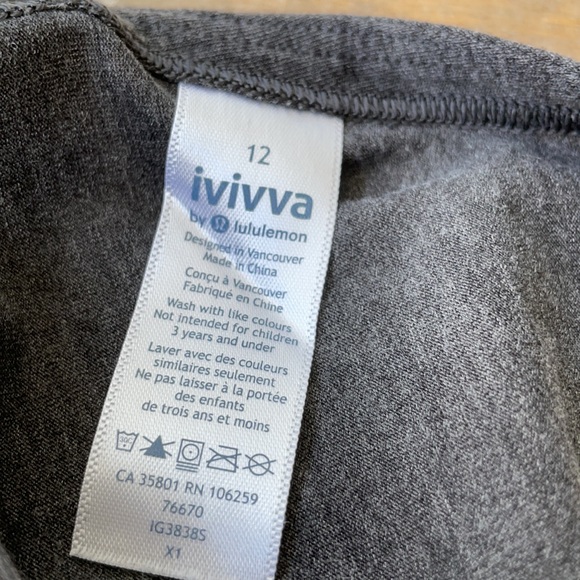 12
ivivva
by lululemon
Designed in Vancouver
Made in China
Conçu à Vancouver
Fabriqué en Chine
Wash with like colours
Not intended for children
3 years and under
Laver avec des couleurs
similaires seulement
Ne pas laisser à la portée
des enfants
de trois ans et moins
CA 35801 RN 106259
76670
IG3838S
X1